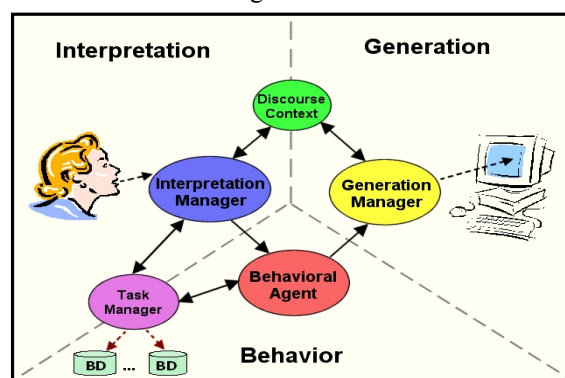 Interpretation
Generation
Discourse
Context
Interpretation
Manager
Generation
Manager
Behavioral
Agent
Task
Manager
BD ... BD
Behavior